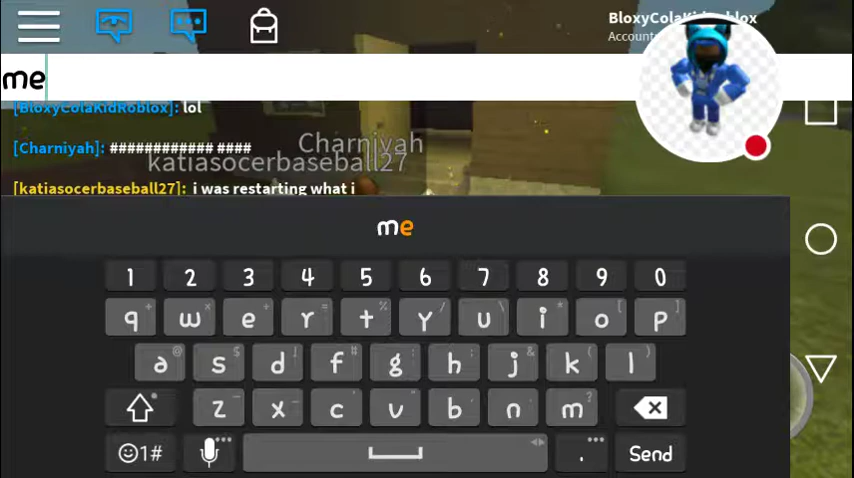 BloxyColaKidRoblox
Account
me
[BloxyColaKidRoblox]: lol
Charniyah
[Charniyah]: ############ ####
katiasocerbaseball27
[katiasocerbaseball27]: i was restarting what i
me
1 2 3 4 5 6 7 8 9 0
q w e r t y u i o p
a s d f g h j k l
z x c v b n m
☺1# . Send